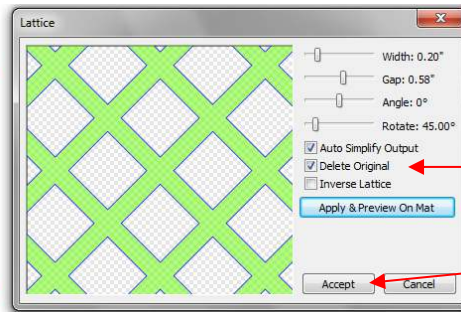 Lattice
Width: 0.20"
Gap: 0.58"
Angle: 0°
Rotate: 45.00°
Auto Simplify Output
Delete Original
Inverse Lattice
Apply & Preview On Mat
Accept
Cancel